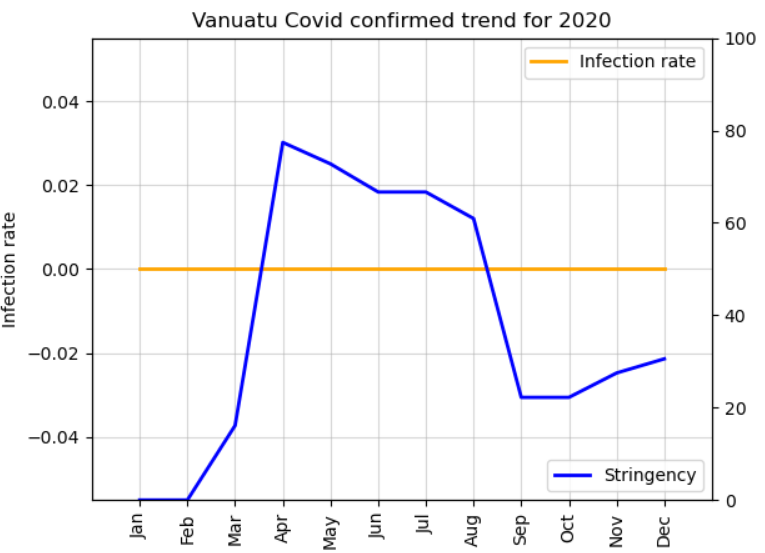 Vanuatu Covid confirmed trend for 2020
Infection rate
0.04
0.02
0.00
−0.02
−0.04
Infection rate
100
80
60
40
20
0
Stringency
Jan
Feb
Mar
Apr
May
Jun
Jul
Aug
Sep
Oct
Nov
Dec